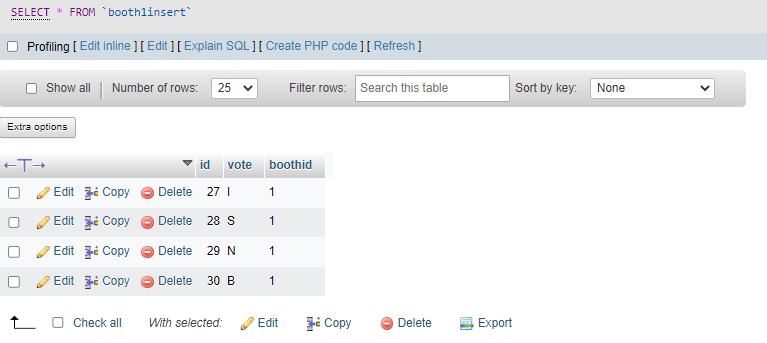 SELECT * FROM `booth1insert`
Profiling [ Edit inline ] [ Edit ] [ Explain SQL ] [ Create PHP code ] [ Refresh ]
Show all Number of rows: 25 Filter rows: Search this table Sort by key: None
Extra options
←T→ id vote boothid
Edit Copy Delete 27 I 1
Edit Copy Delete 28 S 1
Edit Copy Delete 29 N 1
Edit Copy Delete 30 B 1
Check all With selected: Edit Copy Delete Export